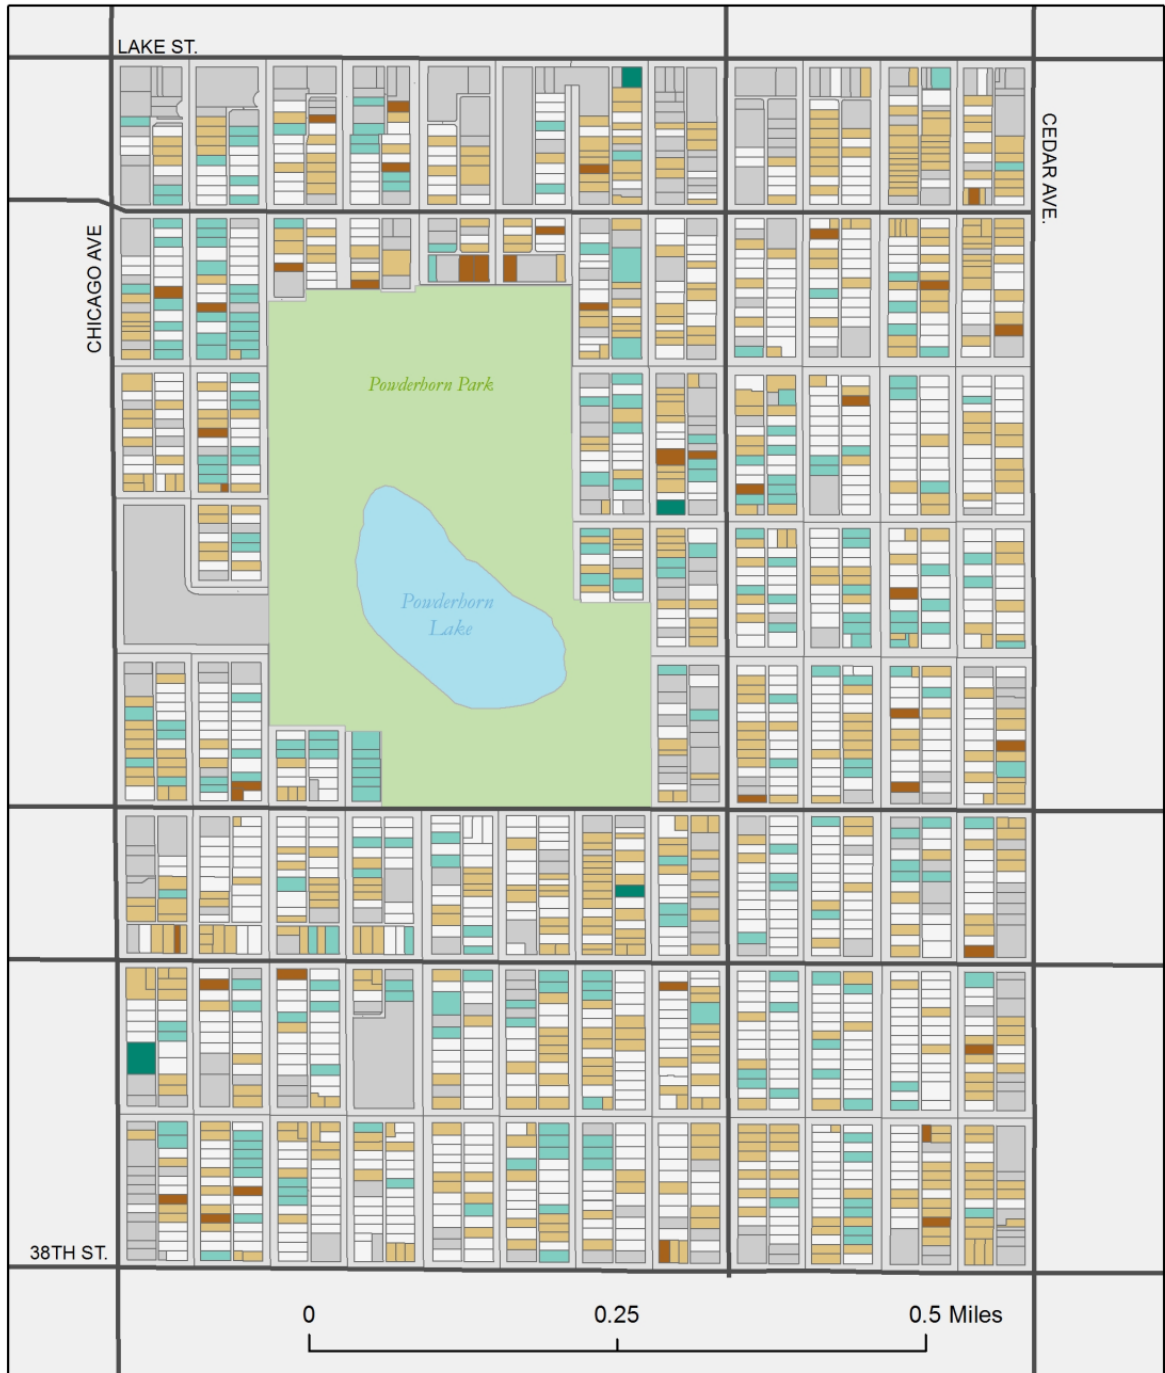 LAKE ST.
CEDAR AVE.
CHICAGO AVE
Powderhorn Park
Powderhorn
Lake
38TH ST.
0 0.25 0.5 Miles